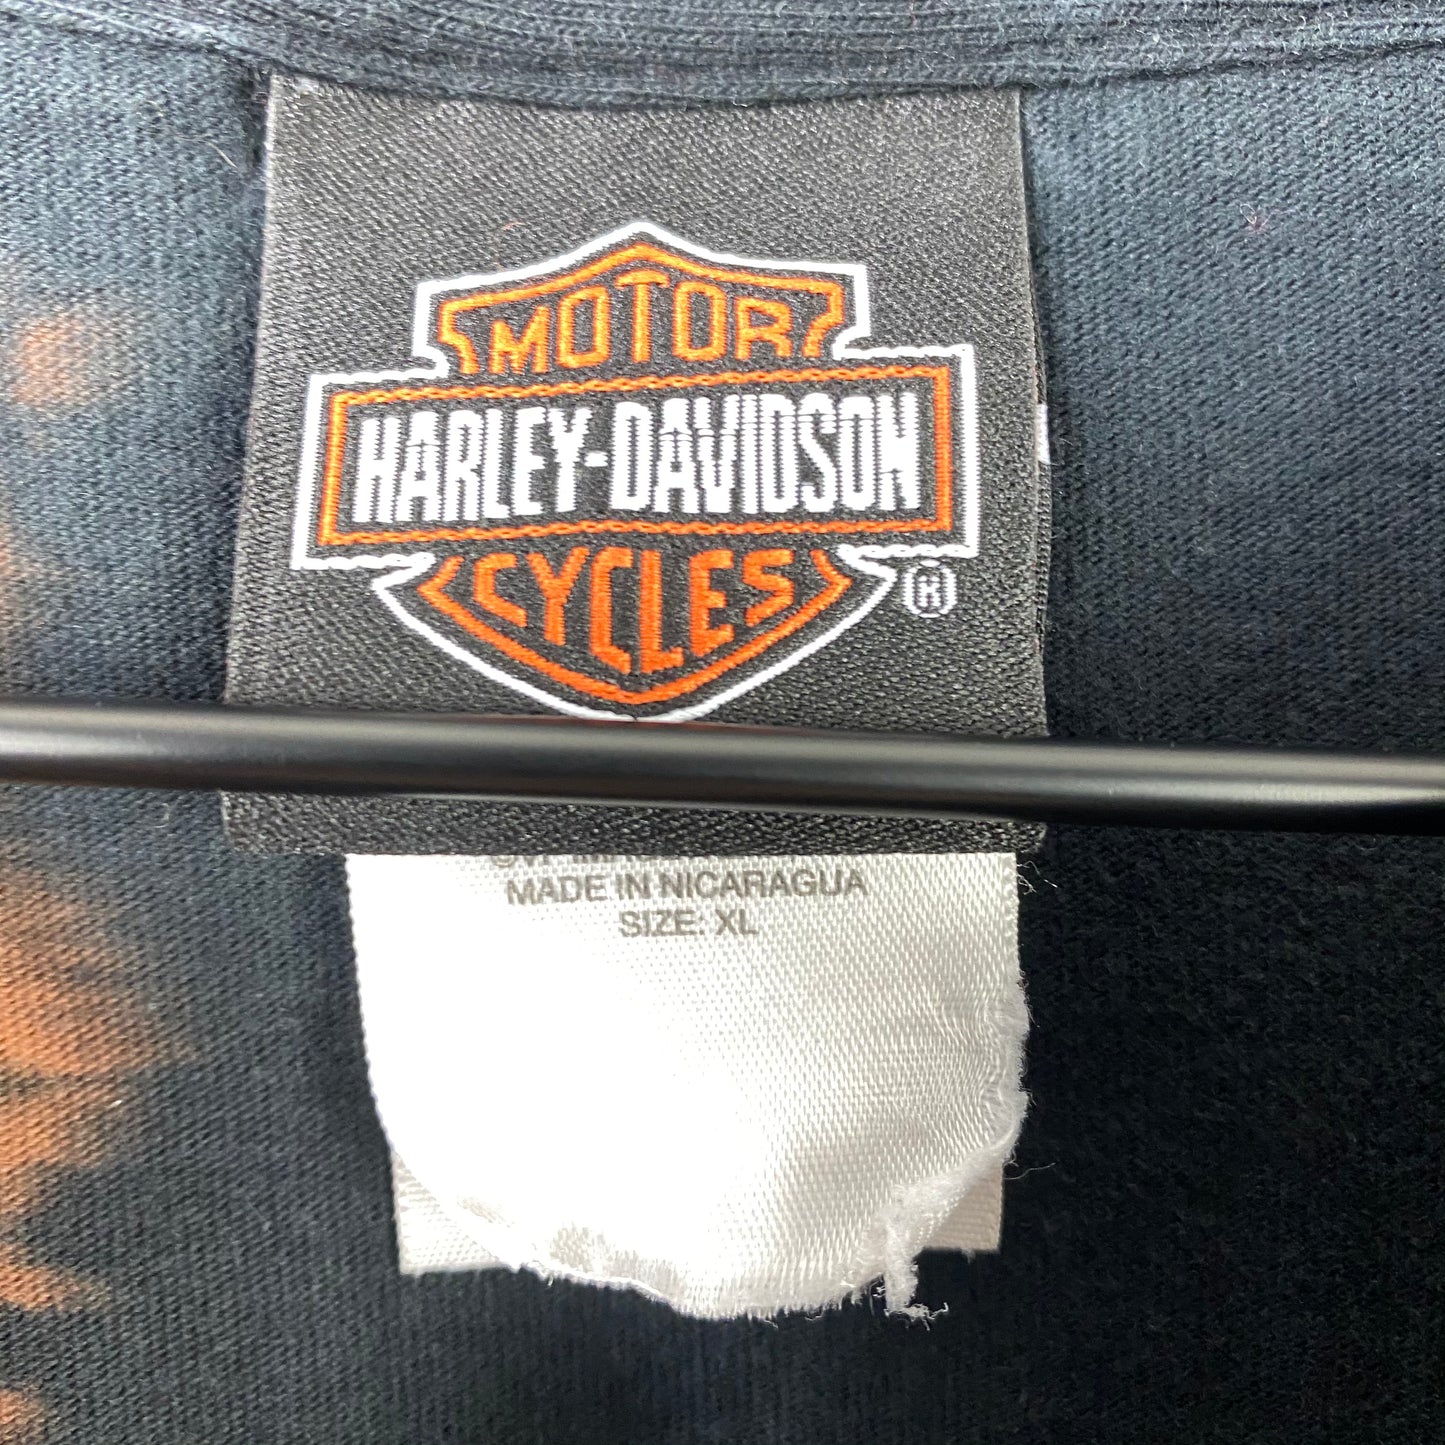 MOTOR
HARLEY-DAVIDSON
CYCLES
®
MADE IN NICARAGUA
SIZE: XL